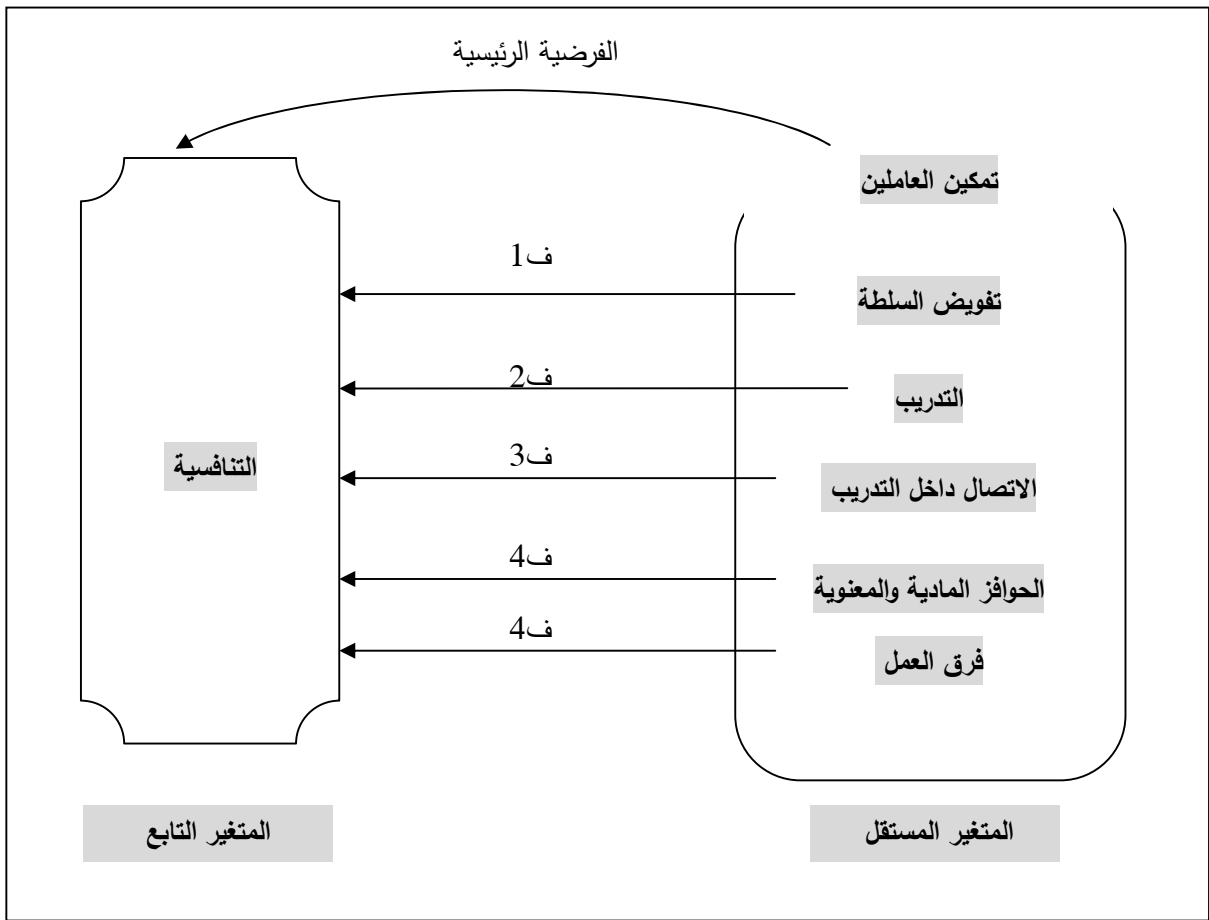 الفرضية الرئيسية
تمكين العاملين
ف1
تفويض السلطة
ف2
التدريب
ف3
الاتصال داخل التدريب
التنافسية
ف4
الحوافز المادية والمعنوية
ف4
فرق العمل
المتغير المستقل
المتغير التابع